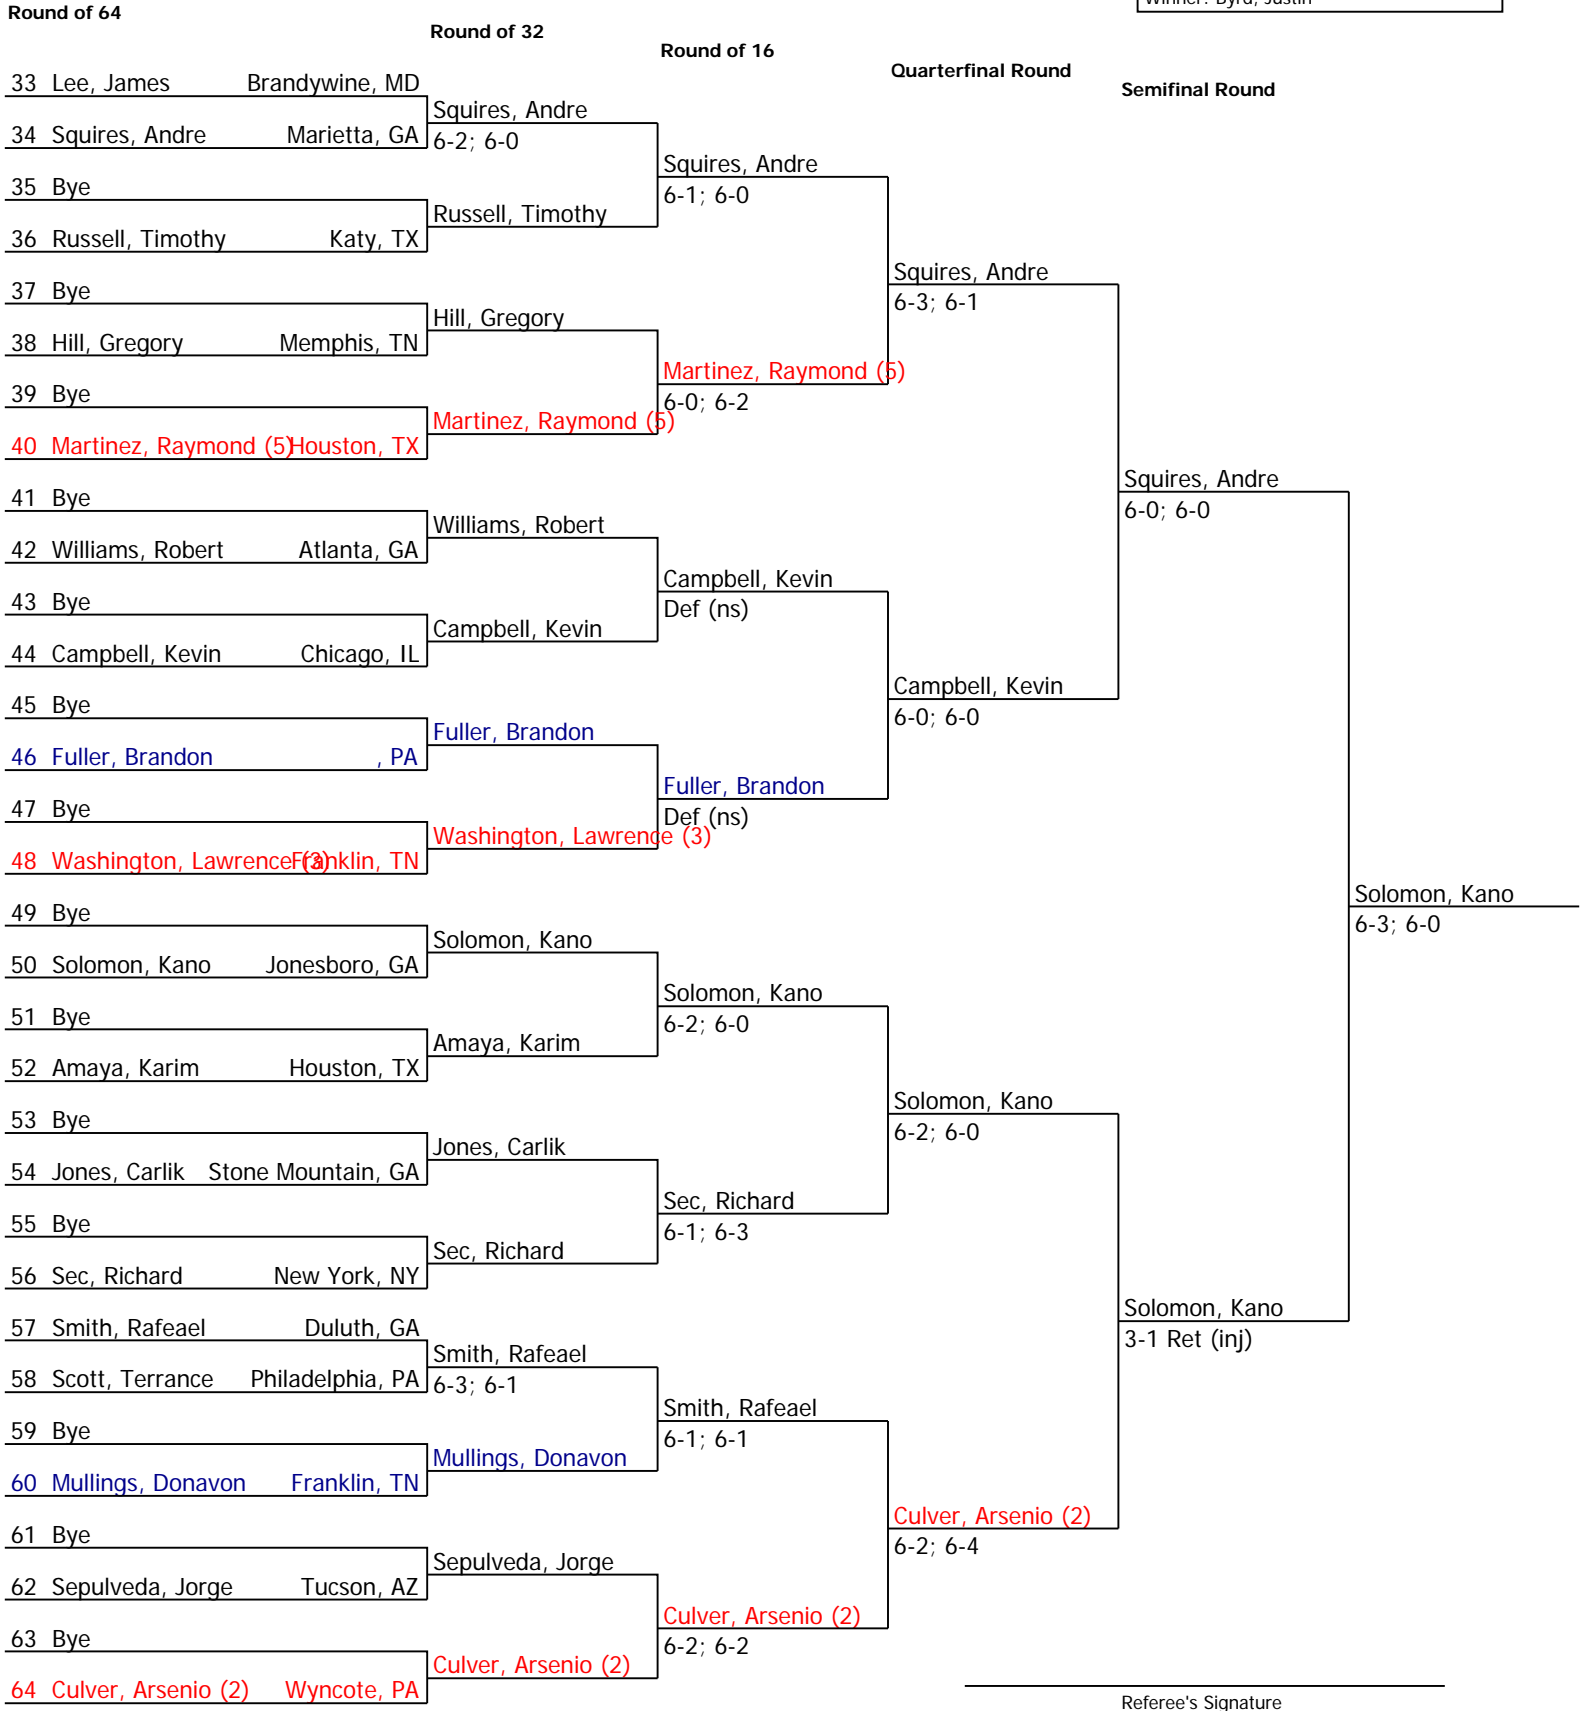 Winner: Byrd, Justin
Round of 64
Round of 32
Round of 16
Quarterfinal Round
Semifinal Round
33 Lee, James Brandywine, MD
34 Squires, Andre Marietta, GA
35 Bye
36 Russell, Timothy Katy, TX
37 Bye
38 Hill, Gregory Memphis, TN
39 Bye
40 Martinez, Raymond (5) Houston, TX
41 Bye
42 Williams, Robert Atlanta, GA
43 Bye
44 Campbell, Kevin Chicago, IL
45 Bye
46 Fuller, Brandon , PA
47 Bye
48 Washington, Lawrence (3) Franklin, TN
49 Bye
50 Solomon, Kano Jonesboro, GA
51 Bye
52 Amaya, Karim Houston, TX
53 Bye
54 Jones, Carlik Stone Mountain, GA
55 Bye
56 Sec, Richard New York, NY
57 Smith, Rafeael Duluth, GA
58 Scott, Terrance Philadelphia, PA
59 Bye
60 Mullings, Donavon Franklin, TN
61 Bye
62 Sepulveda, Jorge Tucson, AZ
63 Bye
64 Culver, Arsenio (2) Wyncote, PA
Squires, Andre
6-2; 6-0
Russell, Timothy
Hill, Gregory
Martinez, Raymond (5)
Williams, Robert
Campbell, Kevin
Fuller, Brandon
Washington, Lawrence (3)
Solomon, Kano
Amaya, Karim
Jones, Carlik
Sec, Richard
Smith, Rafeael
6-3; 6-1
Mullings, Donavon
Sepulveda, Jorge
Culver, Arsenio (2)
Squires, Andre
6-1; 6-0
Martinez, Raymond (5)
6-0; 6-2
Campbell, Kevin
Def (ns)
Fuller, Brandon
Def (ns)
Solomon, Kano
6-2; 6-0
Sec, Richard
6-1; 6-3
Smith, Rafeael
6-1; 6-1
Culver, Arsenio (2)
6-2; 6-2
Squires, Andre
6-3; 6-1
Campbell, Kevin
6-0; 6-0
Solomon, Kano
6-2; 6-0
Culver, Arsenio (2)
6-2; 6-4
Squires, Andre
6-0; 6-0
Solomon, Kano
3-1 Ret (inj)
Solomon, Kano
6-3; 6-0
Referee's Signature